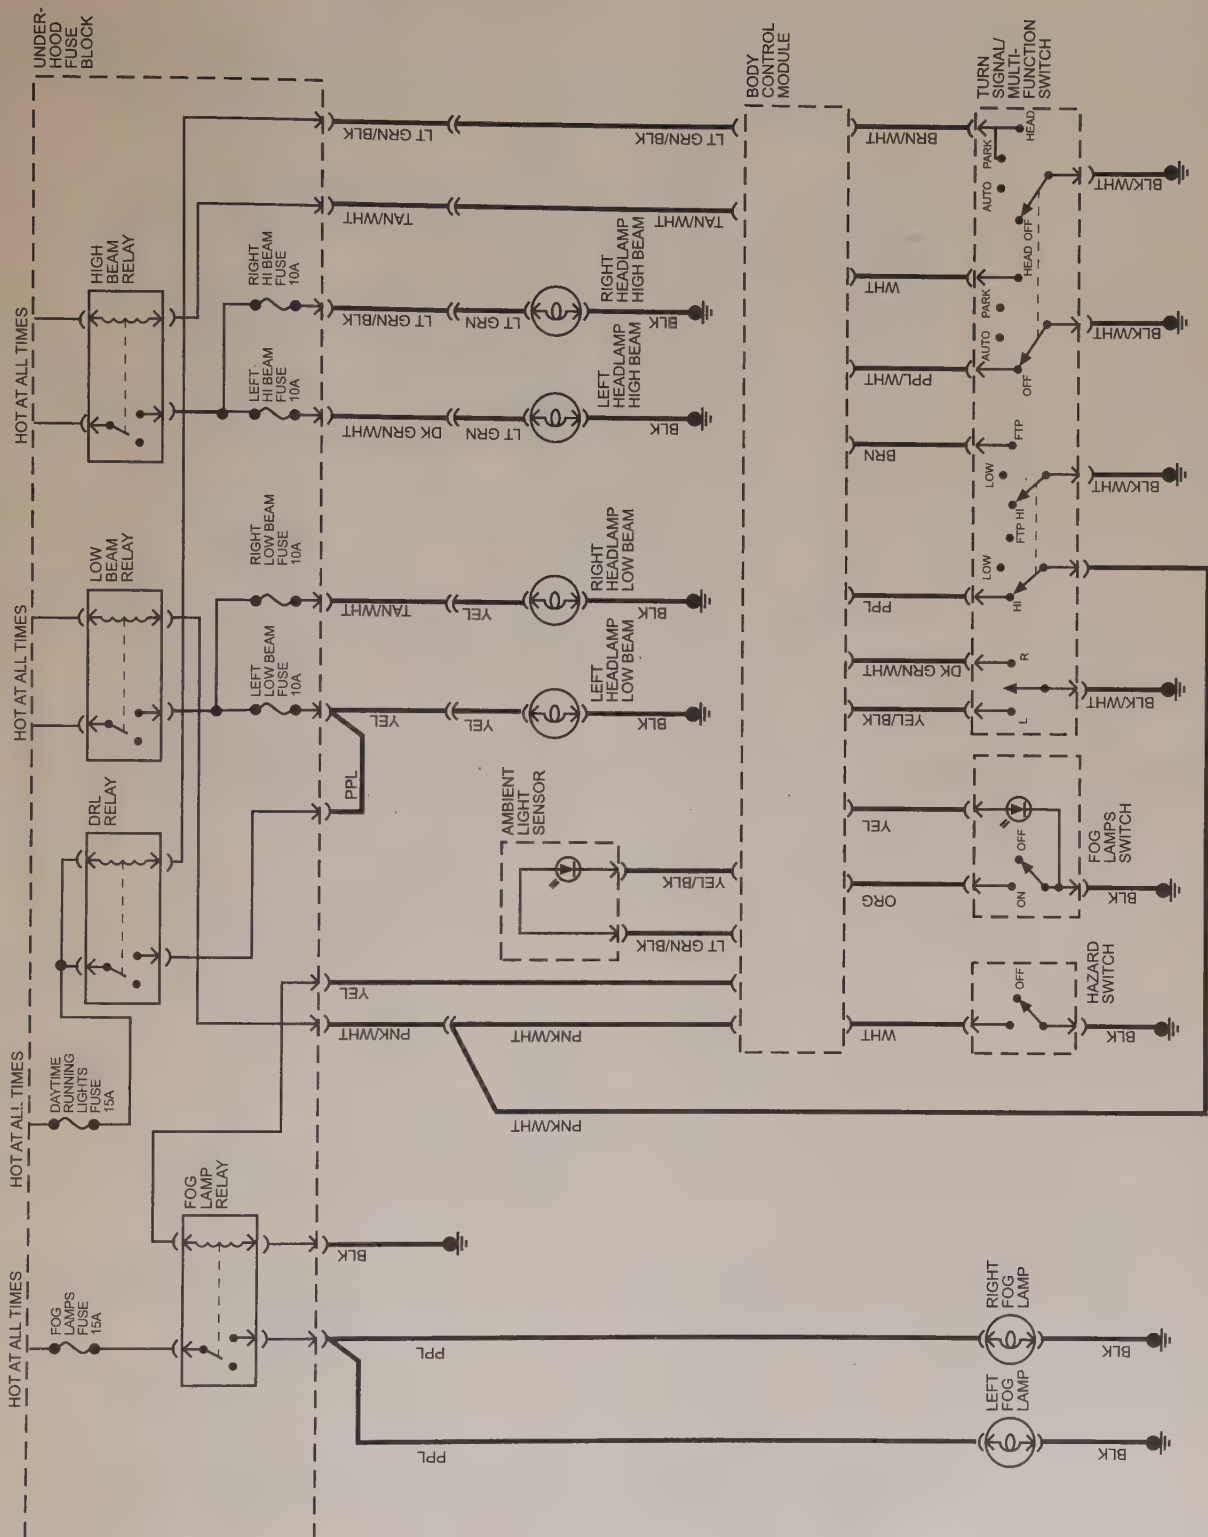 UNDER-
HOOD
FUSE
BLOCK
HOT AT ALL TIMES
HIGH
BEAM
RELAY
RIGHT
HI BEAM
FUSE
10A
LEFT
HI BEAM
FUSE
10A
HOT AT ALL TIMES
LOW
BEAM
RELAY
RIGHT
LOW BEAM
FUSE
10A
LEFT
LOW BEAM
FUSE
10A
DRL
RELAY
HOT AT ALL TIMES
DAYTIME
RUNNING
LIGHTS
FUSE
15A
FOG
LAMP
RELAY
HOT AT ALL TIMES
FOG
LAMPS
FUSE
15A
LT GRN/BLK
LT GRN/BLK
TAN/WHT
TAN/WHT
LT GRN/BLK
LT GRN
RIGHT
HEADLAMP
HIGH BEAM
BLK
DK GRN/WHT
LT GRN
LEFT
HEADLAMP
HIGH BEAM
BLK
TAN/WHT
YEL
RIGHT
HEADLAMP
LOW BEAM
BLK
YEL
YEL
LEFT
HEADLAMP
LOW BEAM
BLK
PPL
AMBIENT
LIGHT
SENSOR
YEL/BLK
LT GRN/BLK
YEL
PNK/WHT
PNK/WHT
PNK/WHT
BLK
PPL
RIGHT
FOG
LAMP
BLK
PPL
LEFT
FOG
LAMP
BLK
BODY
CONTROL
MODULE
TURN
SIGNAL/
MULTI-
FUNCTION
SWITCH
BRN/WHT
HEAD
PARK
AUTO
OFF
BLK/WHT
WHT
HEAD
PARK
AUTO
OFF
BLK/WHT
PPL/WHT
BRN
FTP
LOW
HI
BLK/WHT
FTP
LOW
HI
PPL
DK GRN/WHT
R
YEL/BLK
L
BLK/WHT
YEL
OFF
ON
ORG
FOG
LAMPS
SWITCH
BLK
WHT
OFF
HAZARD
SWITCH
BLK